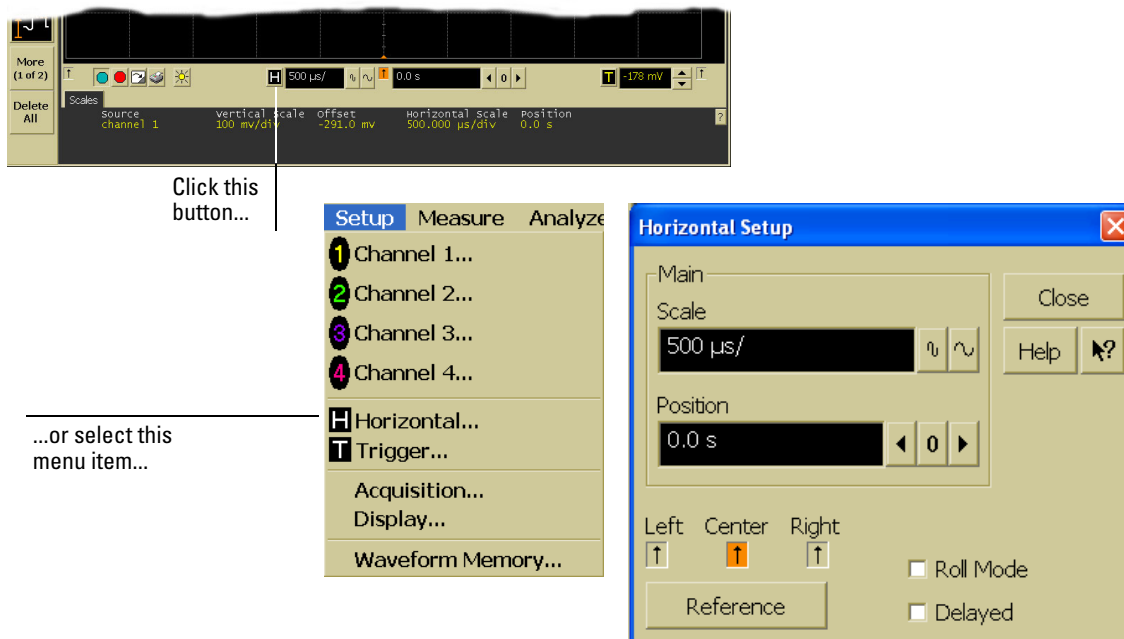 More
(1 of 2)
Delete
All
H 500 µs/ 0.0 s 0 T -178 mV
Scales
Source Vertical Scale Offset Horizontal Scale Position
channel 1 100 mV/div -291.0 mV 500.000 µs/div 0.0 s
?
Click this
button...
...or select this
menu item...
Setup Measure Analyze
1 Channel 1...
2 Channel 2...
3 Channel 3...
4 Channel 4...
H Horizontal...
T Trigger...
Acquisition...
Display...
Waveform Memory...
Horizontal Setup
Main
Scale
500 µs/
Position
0.0 s
0
Close
Help ?
Left Center Right
Reference
Roll Mode
Delayed